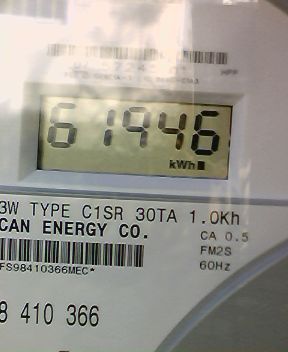 61946
kWh
3W TYPE C1SR 30TA 1.0Kh
CAN ENERGY CO.
CA 0.5
FM2S
60Hz
FS98410366MEC*
8 410 366